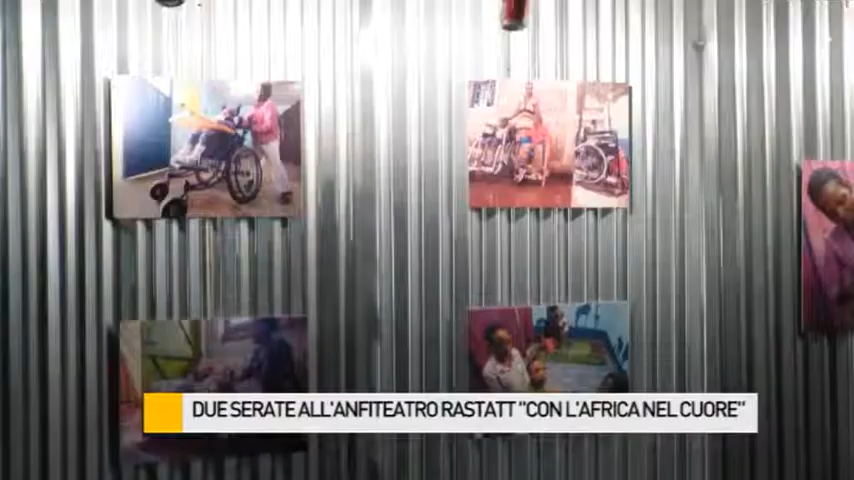 DUE SERATE ALL'ANFITEATRO RASTATT "CON L'AFRICA NEL CUORE"